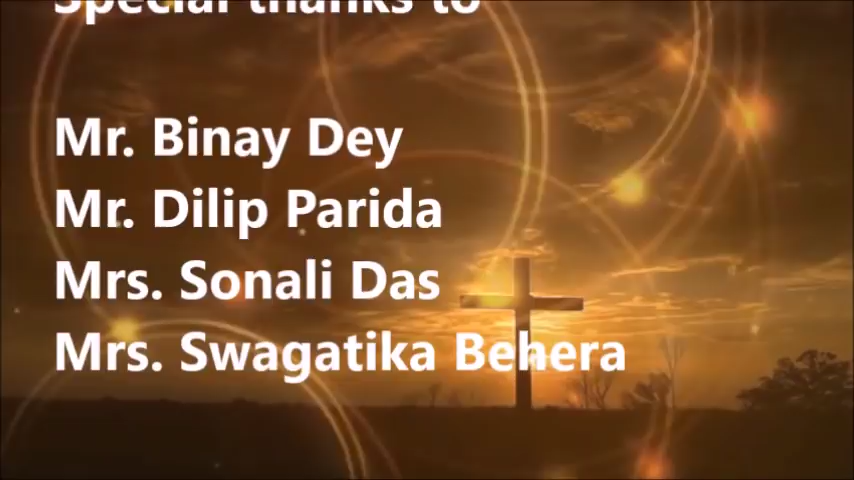 Special thanks to
Mr. Binay Dey
Mr. Dilip Parida
Mrs. Sonali Das
Mrs. Swagatika Behera